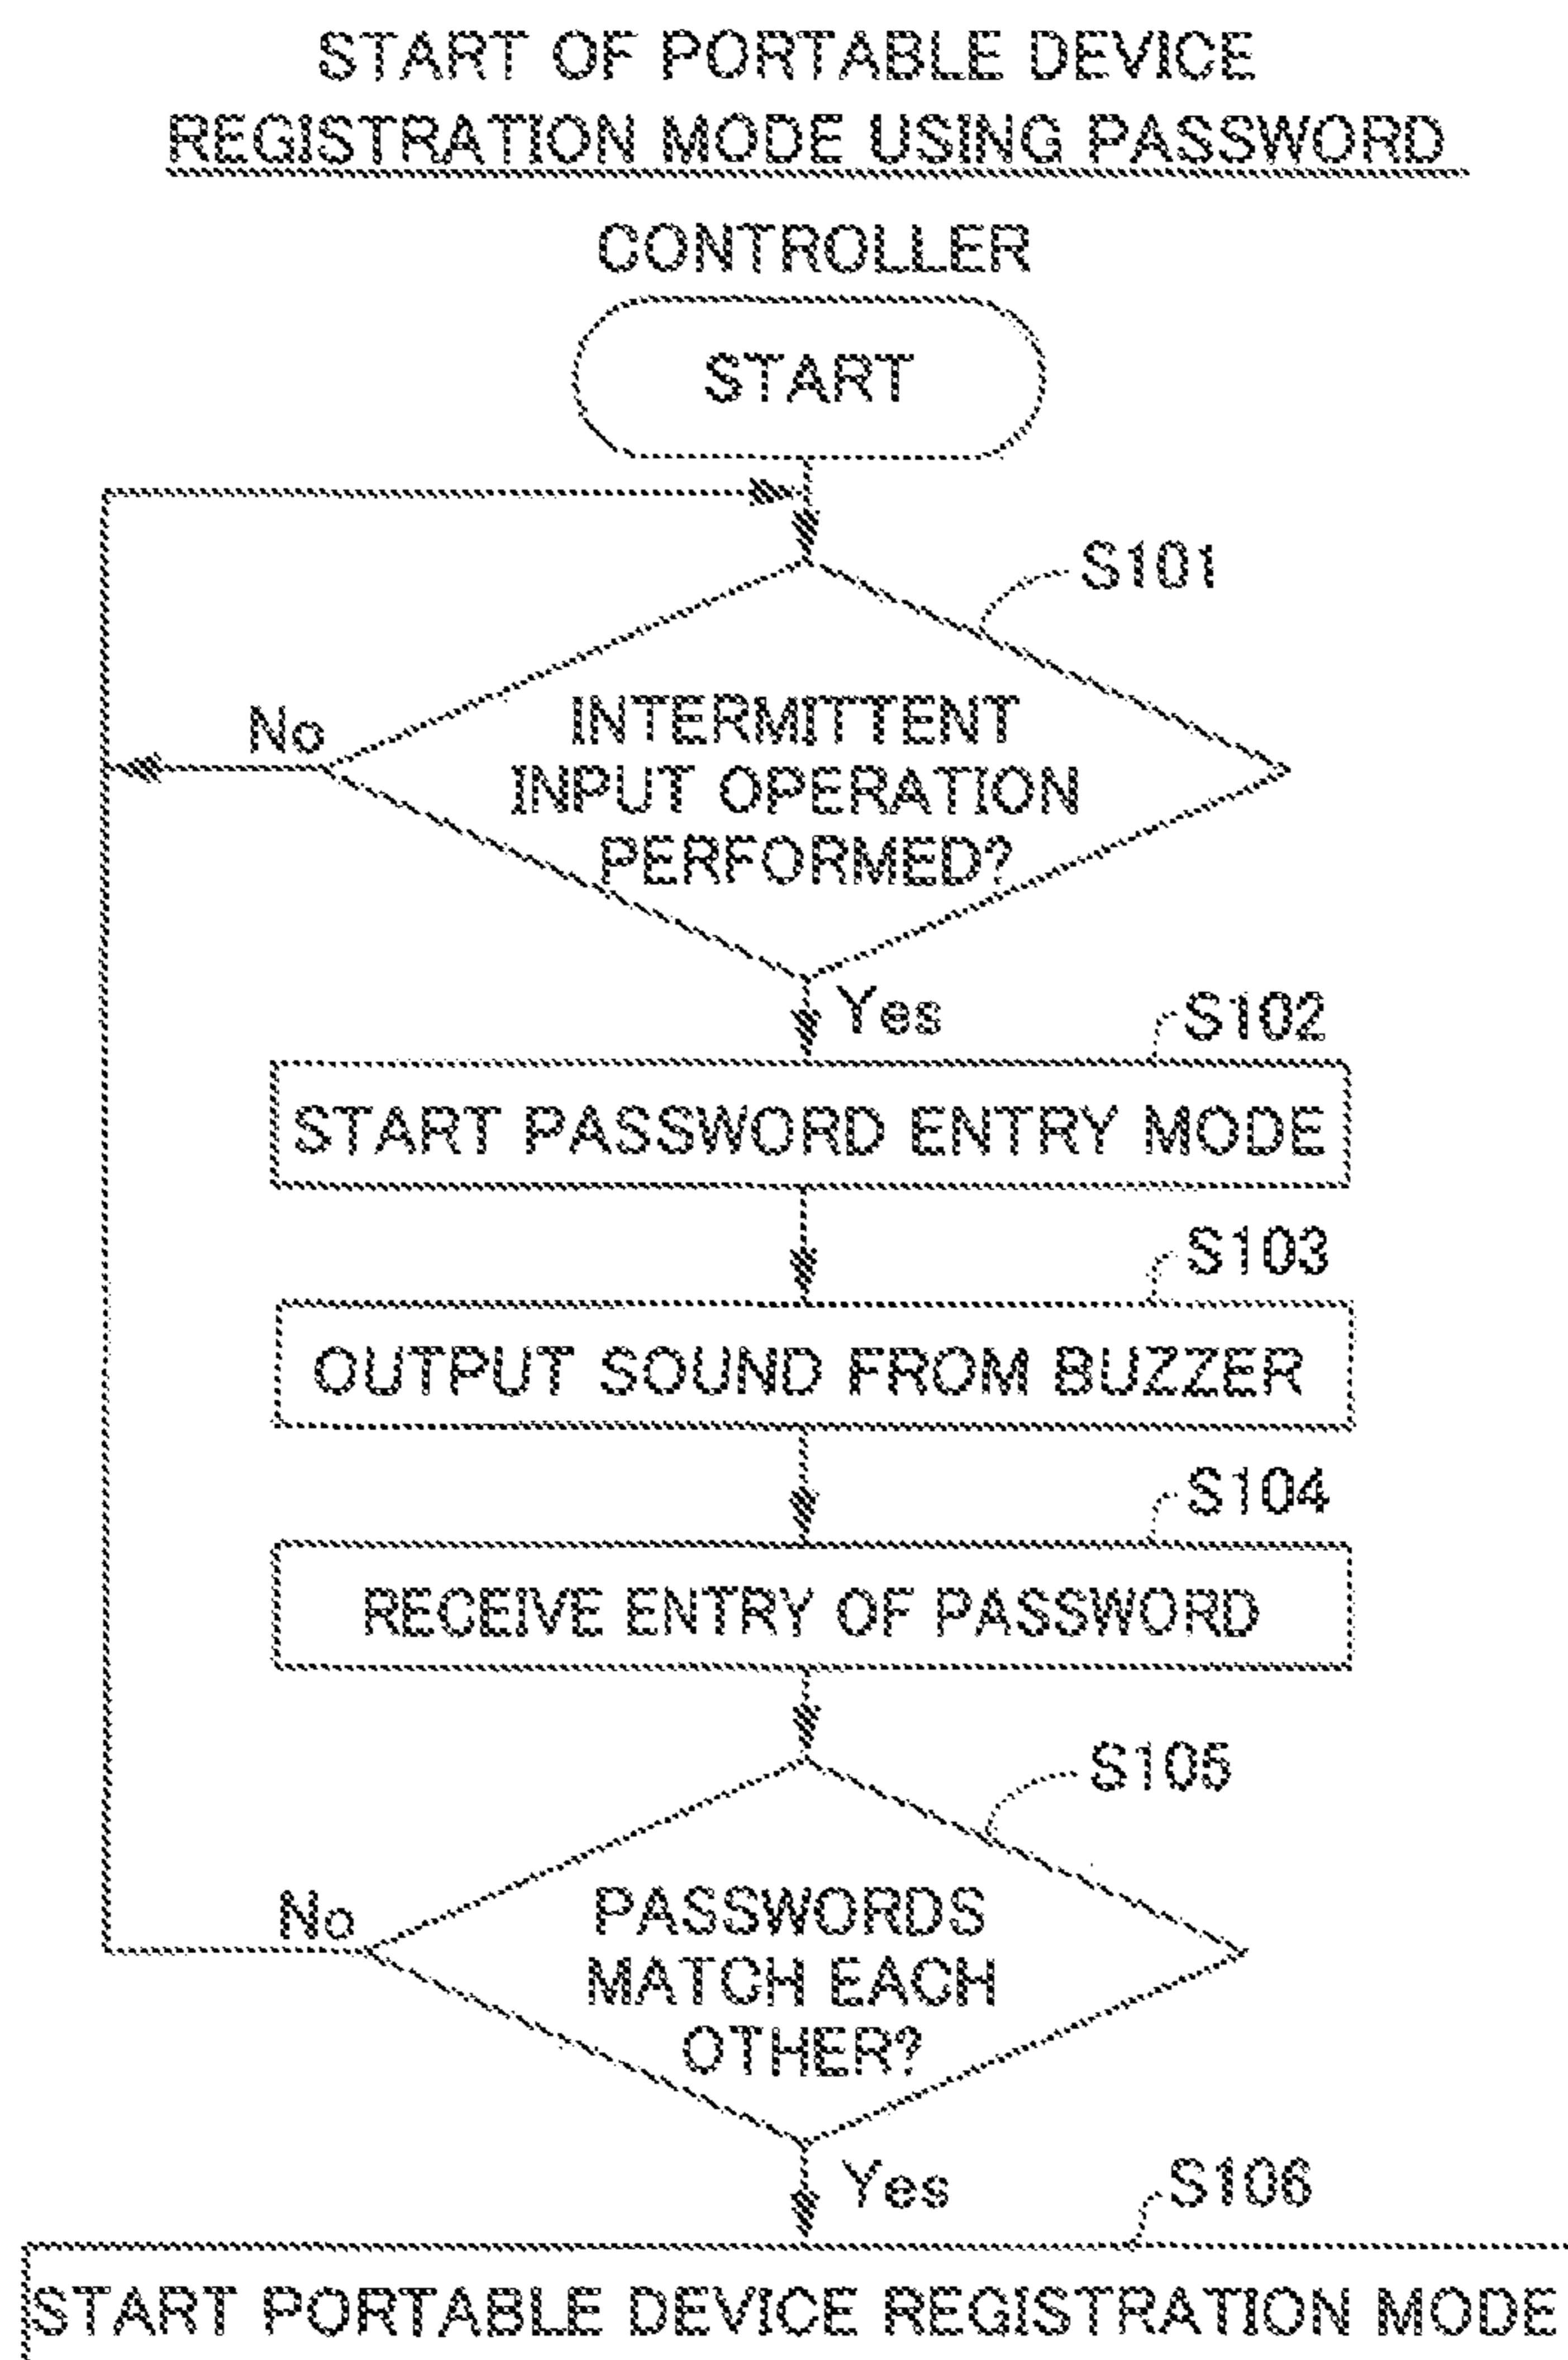 START OF PORTABLE DEVICE
REGISTRATION MODE USING PASSWORD
CONTROLLER
START
S101
No
INTERMITTENT
INPUT OPERATION
PERFORMED?
Yes
S102
START PASSWORD ENTRY MODE
S103
OUTPUT SOUND FROM BUZZER
S104
RECEIVE ENTRY OF PASSWORD
S105
No
PASSWORDS
MATCH EACH
OTHER?
Yes
S106
START PORTABLE DEVICE REGISTRATION MODE